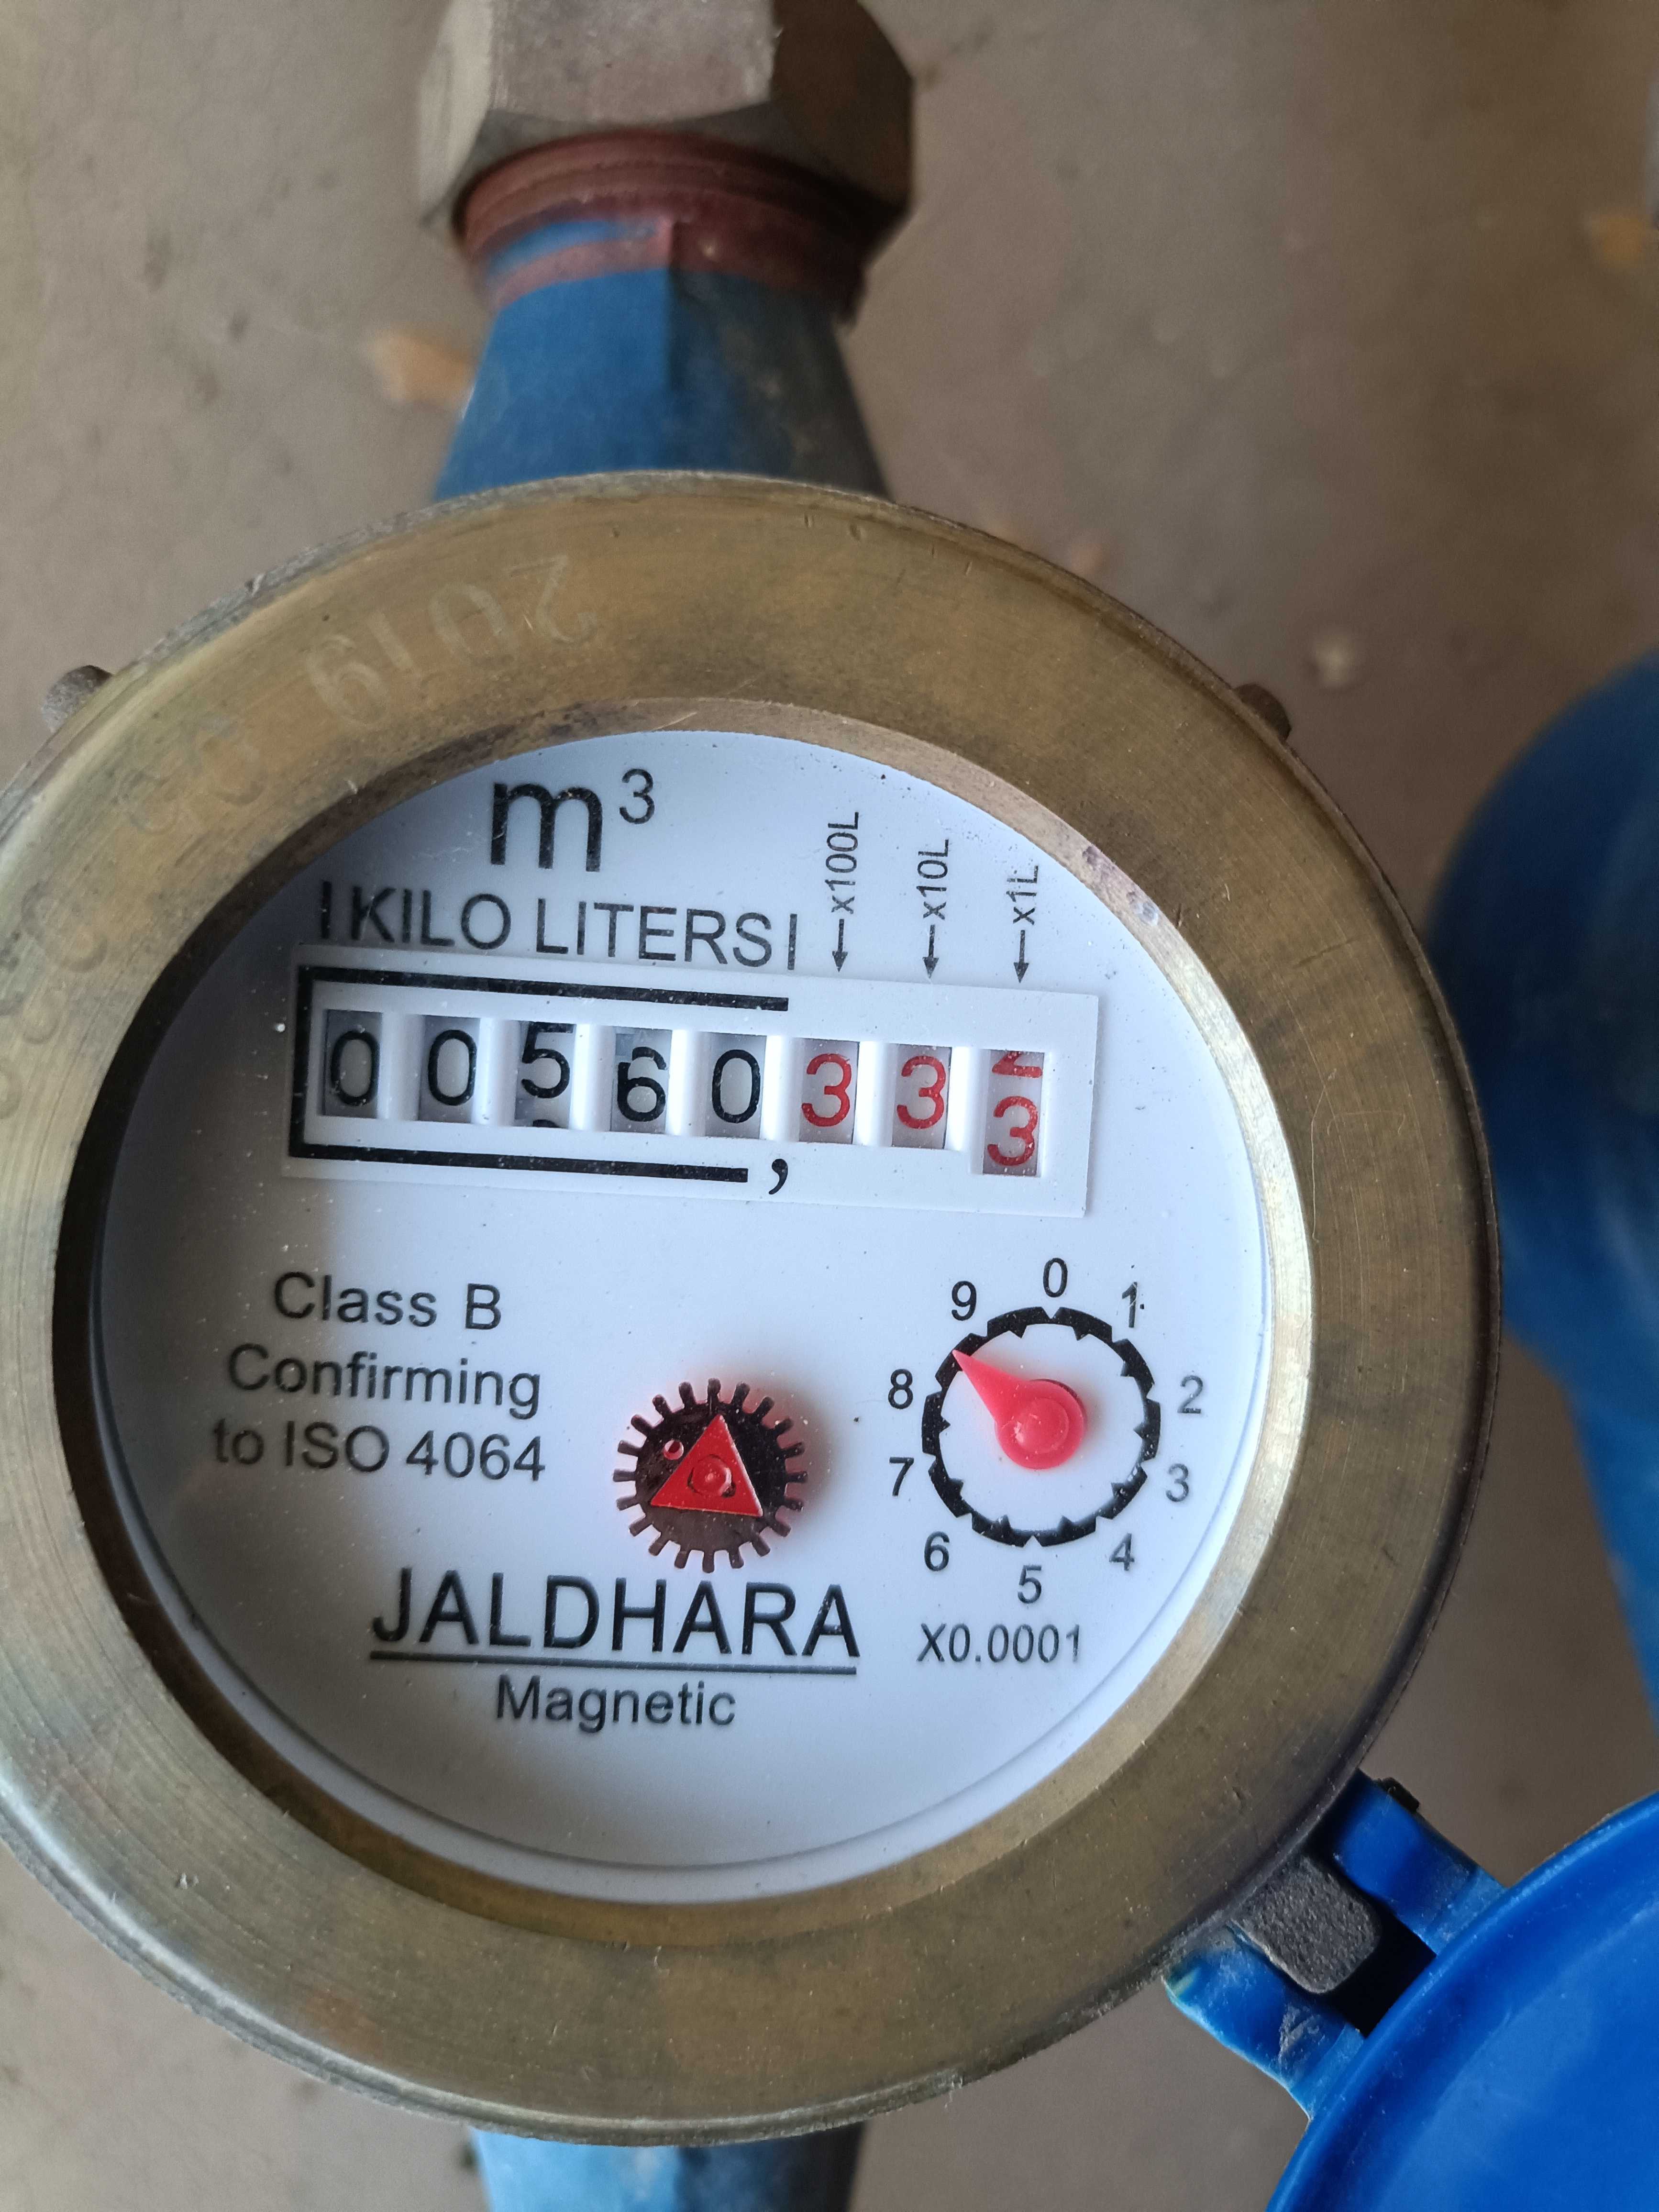 2019
m³
|KILO LITERS|
←x100L
←x10L
←x1L
0 0 5 6 0 3 3 2
3
,
Class B
Confirming
to ISO 4064
0
1
2
3
4
5
6
7
8
9
X0.0001
JALDHARA
Magnetic